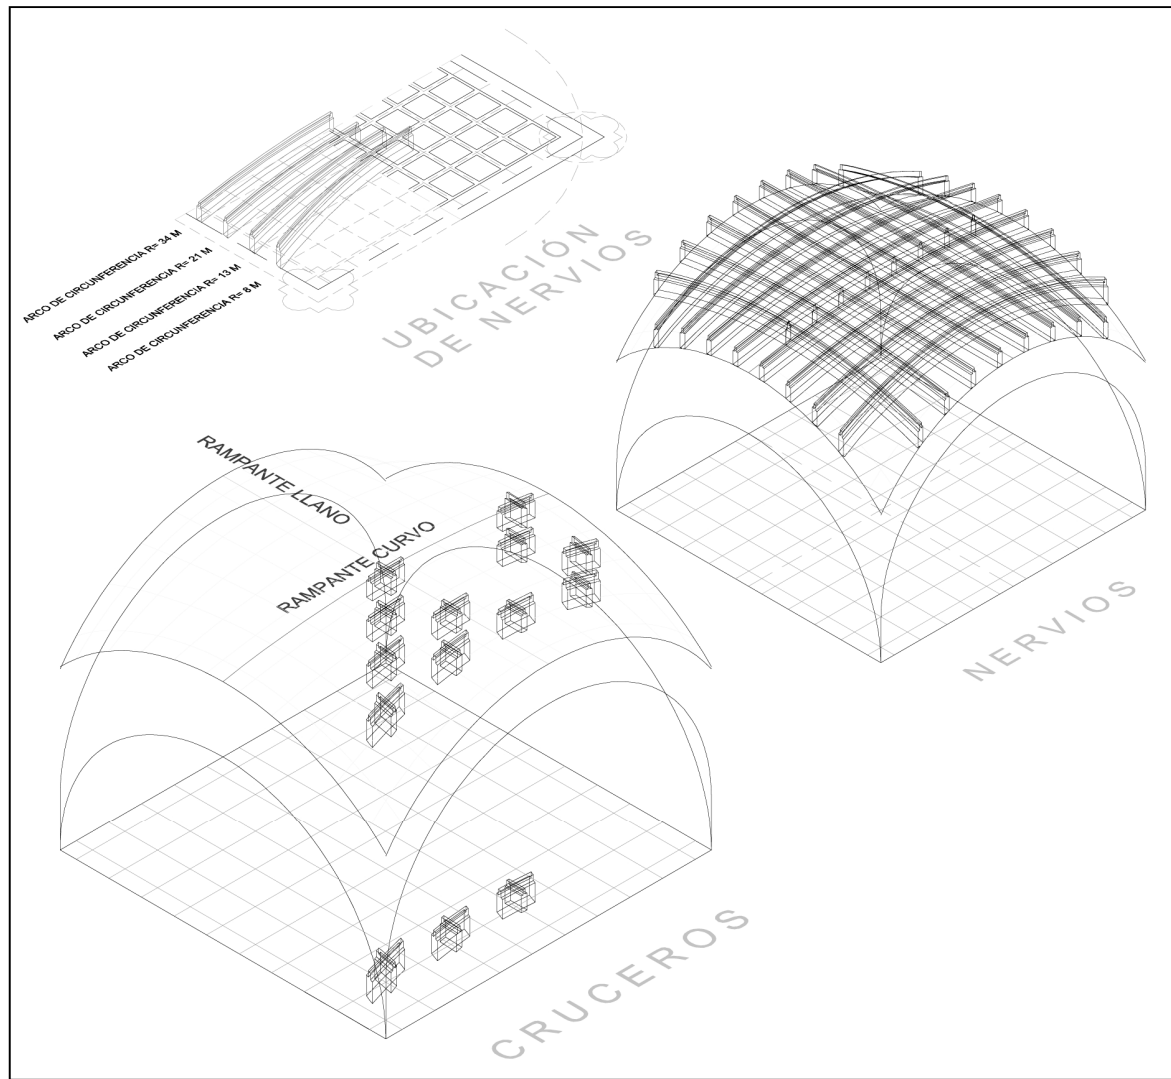 ARCO DE CIRCUNFERENCIA R= 34 M
ARCO DE CIRCUNFERENCIA R= 21 M
ARCO DE CIRCUNFERENCIA R= 13 M
ARCO DE CIRCUNFERENCIA R= 8 M
UBICACIÓN
DE NERVIOS
NERVIOS
RAMPANTE LLANO
RAMPANTE CURVO
CRUCEROS